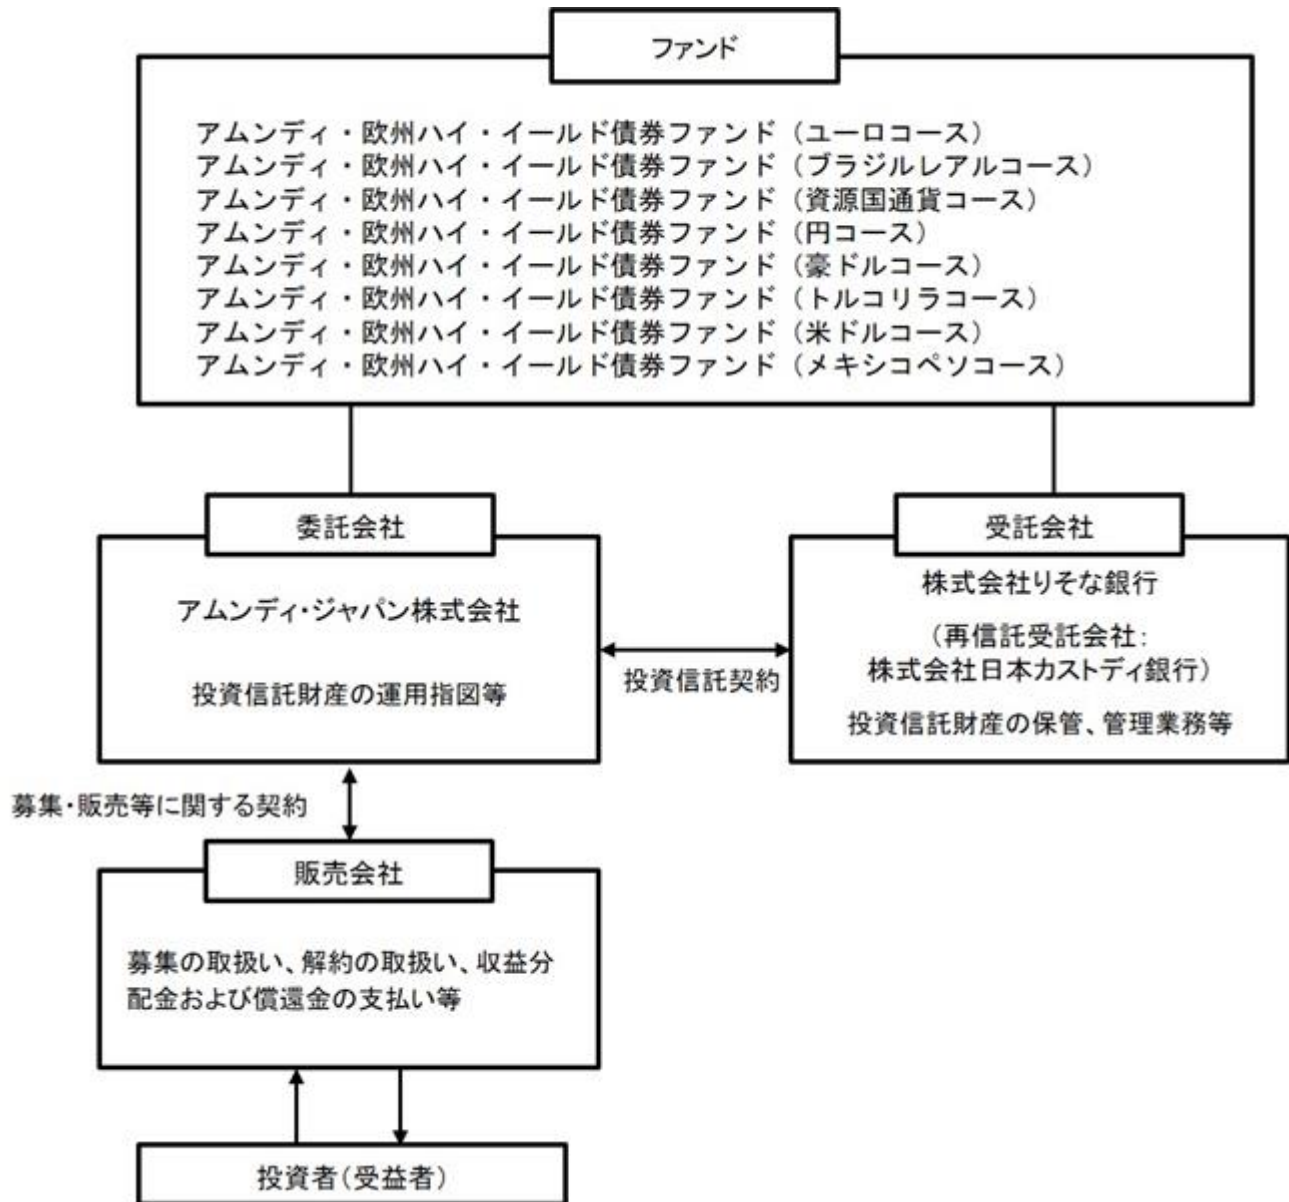 ファンド
アムンディ・欧州ハイ・イールド債券ファンド（ユーロコース）
アムンディ・欧州ハイ・イールド債券ファンド（ブラジルレアルコース）
アムンディ・欧州ハイ・イールド債券ファンド（資源国通貨コース）
アムンディ・欧州ハイ・イールド債券ファンド（円コース）
アムンディ・欧州ハイ・イールド債券ファンド（豪ドルコース）
アムンディ・欧州ハイ・イールド債券ファンド（トルコリラコース）
アムンディ・欧州ハイ・イールド債券ファンド（米ドルコース）
アムンディ・欧州ハイ・イールド債券ファンド（メキシコペソコース）
委託会社
アムンディ・ジャパン株式会社
投資信託財産の運用指図等
投資信託契約
受託会社
株式会社りそな銀行
（再信託受託会社：
株式会社日本カストディ銀行）
投資信託財産の保管、管理業務等
募集・販売等に関する契約
販売会社
募集の取扱い、解約の取扱い、収益分
配金および償還金の支払い等
投資者（受益者）